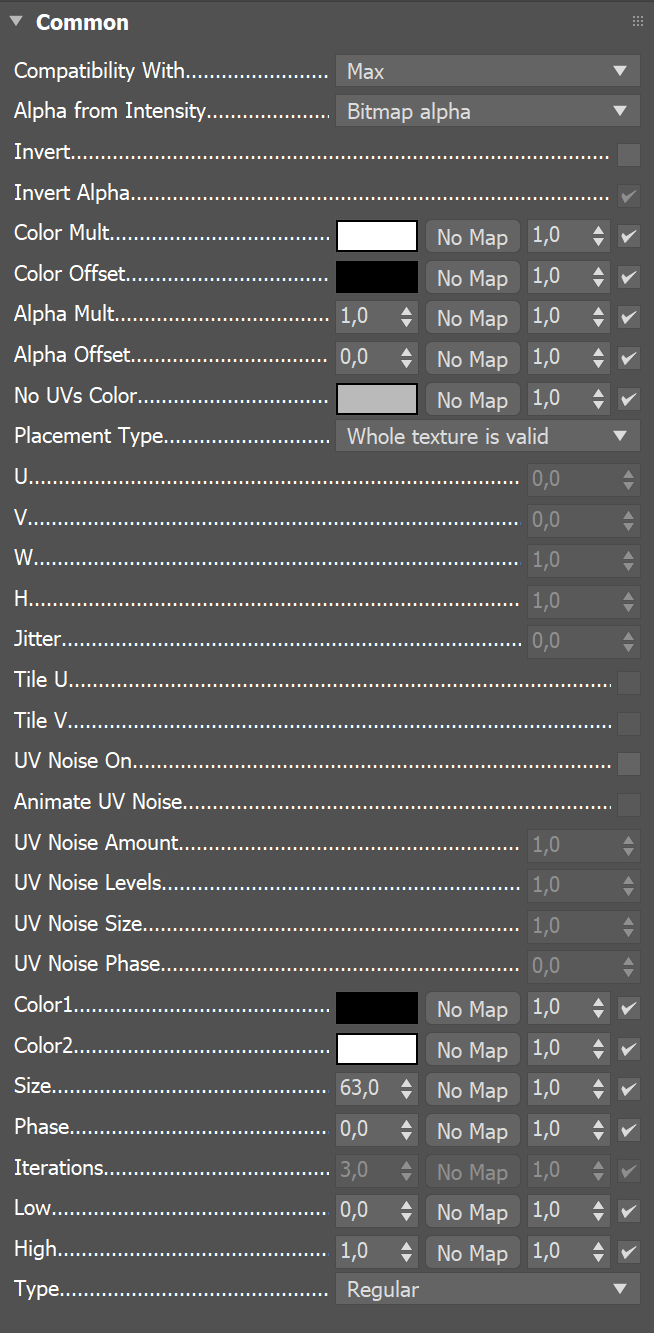 Common
Compatibility With Max
Alpha from Intensity Bitmap alpha
Invert
Invert Alpha
Color Mult No Map 1,0
Color Offset No Map 1,0
Alpha Mult 1,0 No Map 1,0
Alpha Offset 0,0 No Map 1,0
No UVs Color No Map 1,0
Placement Type Whole texture is valid
U 0,0
V 0,0
W 1,0
H 1,0
Jitter 0,0
Tile U
Tile V
UV Noise On
Animate UV Noise
UV Noise Amount 1,0
UV Noise Levels 1,0
UV Noise Size 1,0
UV Noise Phase 0,0
Color1 No Map 1,0
Color2 No Map 1,0
Size 63,0 No Map 1,0
Phase 0,0 No Map 1,0
Iterations 3,0 No Map 1,0
Low 0,0 No Map 1,0
High 1,0 No Map 1,0
Type Regular